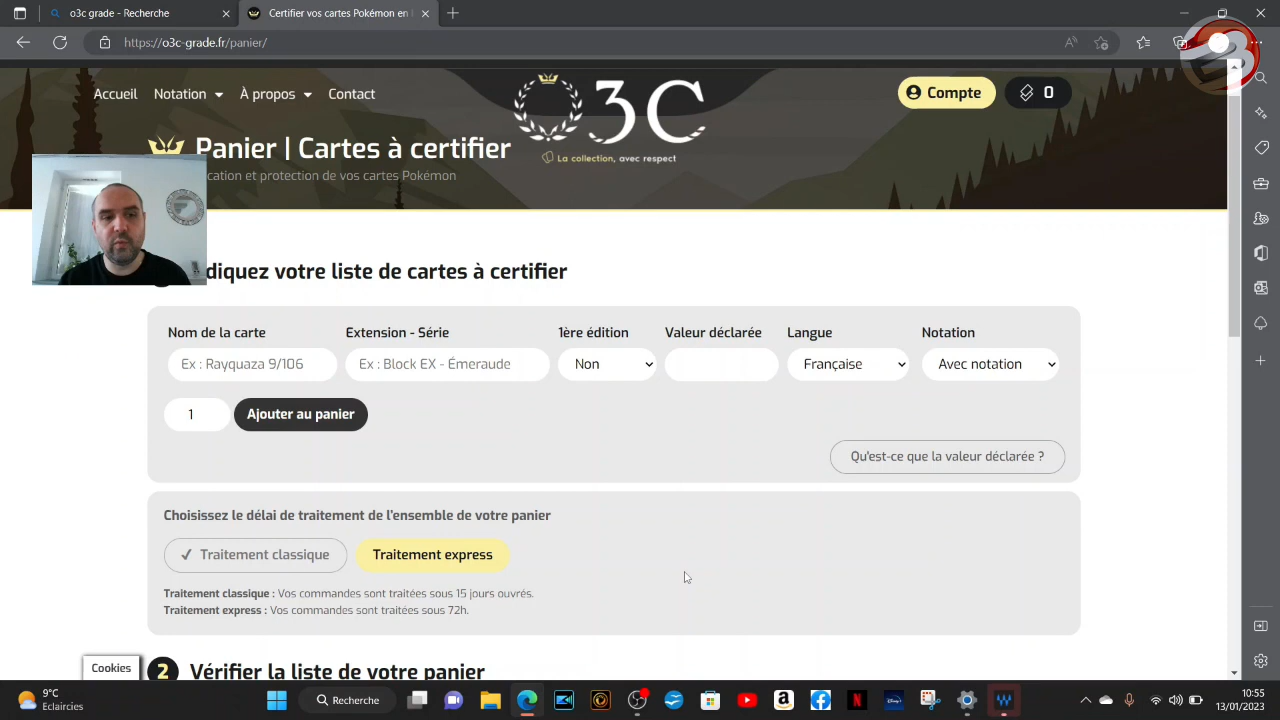 o3c grade - Recherche
Certifier vos cartes Pokémon en
https://o3c-grade.fr/panier/
Accueil Notation À propos Contact
O3C
La collection, avec respect
Compte 0
Panier | Cartes à certifier
cation et protection de vos cartes Pokémon
diquez votre liste de cartes à certifier
Nom de la carte Extension - Série 1ère édition Valeur déclarée Langue Notation
Ex : Rayquaza 9/106 Ex : Block EX - Émeraude Non Française Avec notation
1 Ajouter au panier
Qu'est-ce que la valeur déclarée ?
Choisissez le délai de traitement de l'ensemble de votre panier
✓ Traitement classique Traitement express
Traitement classique : Vos commandes sont traitées sous 15 jours ouvrés.
Traitement express : Vos commandes sont traitées sous 72h.
Cookies
2 Vérifier la liste de votre panier
9°C
Eclaircies
Recherche
10:55
13/01/2023